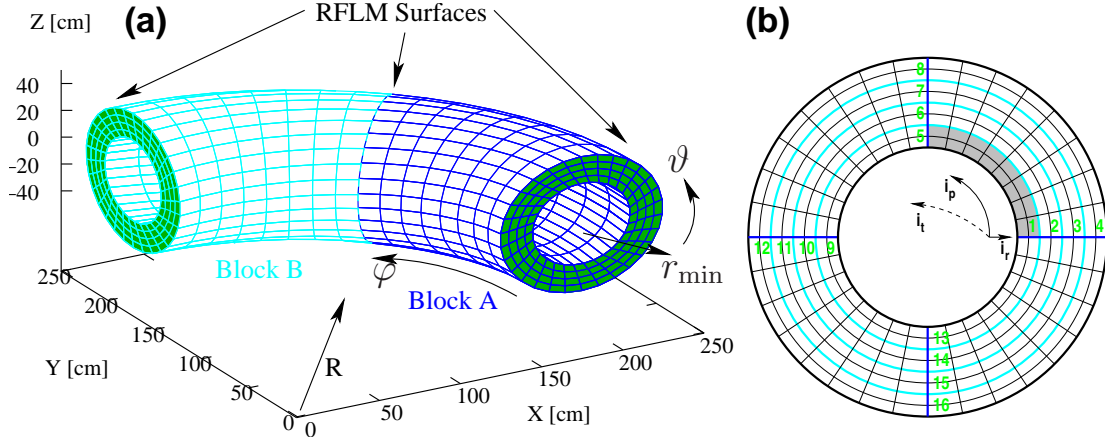 Z [cm]
(a)
RFLM Surfaces
(b)
40
20
0
-20
-40
ϑ
r_min
φ
Block B
Block A
R
250
200
150
100
50
0
Y [cm]
0
50
100
150
200
250
X [cm]
8
7
6
5
i_p
i_t
i_r
1 2 3 4
12 11 10 9
13
14
15
16